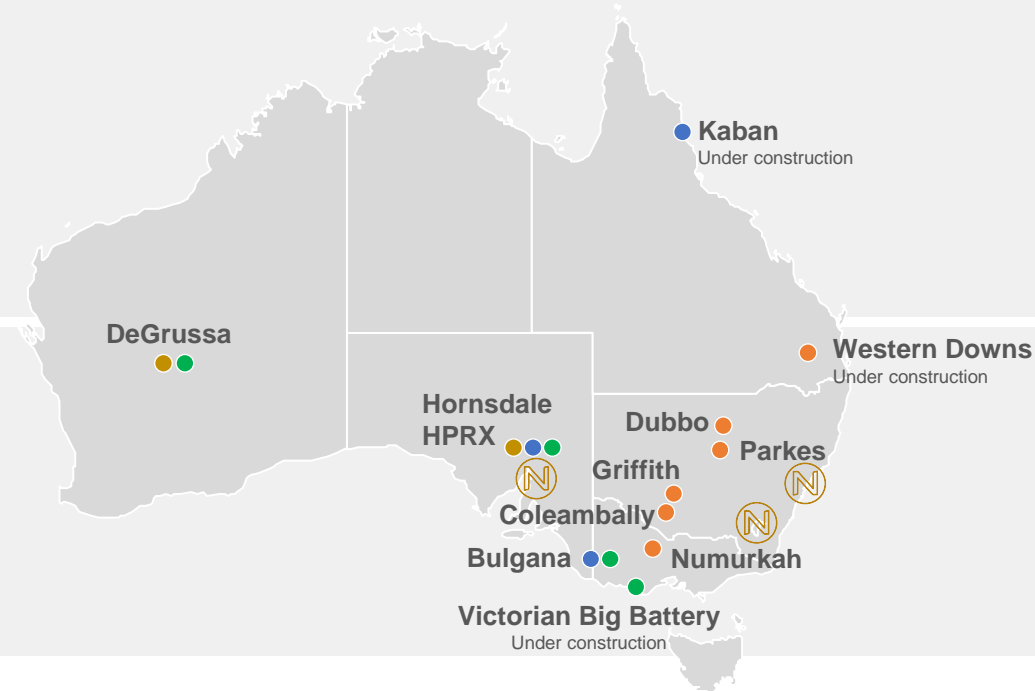 Kaban
Under construction
DeGrussa
Western Downs
Under construction
Hornsdale
HPRX
Dubbo
Parkes
Griffith
N
Coleambally
N
N
Bulgana
Numurkah
Victorian Big Battery
Under construction